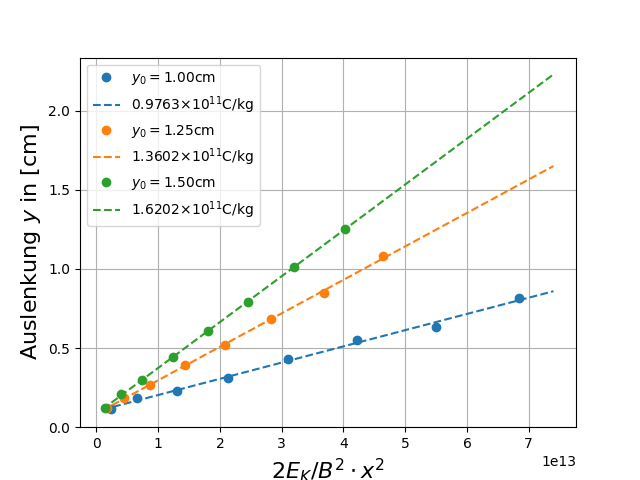 y₀ = 1.00cm
0.9763×10¹¹C/kg
y₀ = 1.25cm
1.3602×10¹¹C/kg
y₀ = 1.50cm
1.6202×10¹¹C/kg
Auslenkung y in [cm]
2.0
1.5
1.0
0.5
0.0
0 1 2 3 4 5 6 7
1e13
2E_K/B² · x²